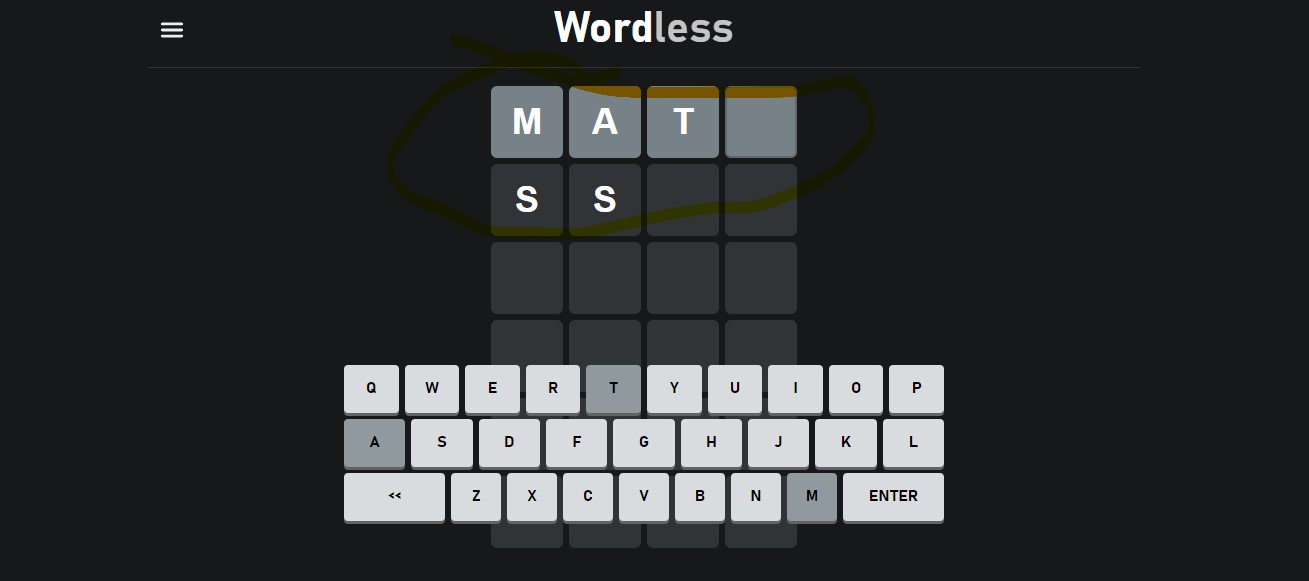 Wordless
M A T
S S
Q W E R T Y U I O P
A S D F G H J K L
<< Z X C V B N M ENTER